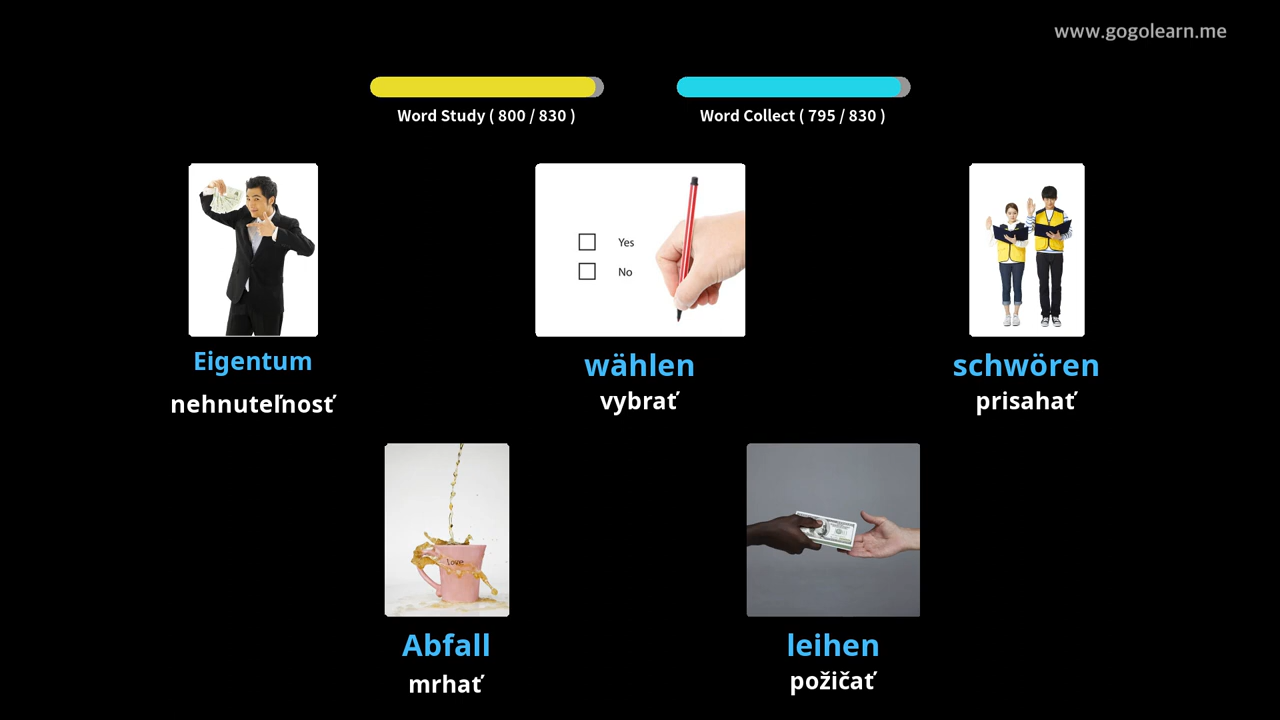 www.gogolearn.me
Word Study ( 800 / 830 )
Word Collect ( 795 / 830 )
Yes
No
Eigentum
nehnuteľnosť
wählen
vybrať
schwören
prisahať
love
Abfall
mrhať
leihen
požičať